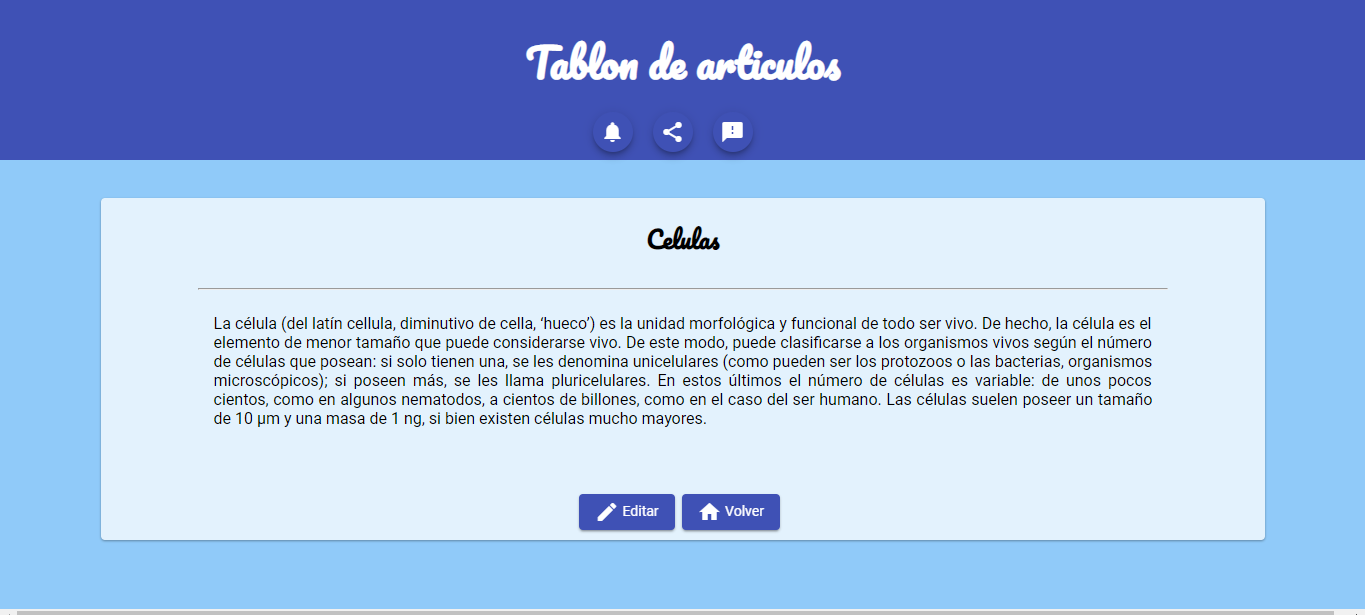 Tablon de articulos
Celulas
La célula (del latín cellula, diminutivo de cella, ‘hueco’) es la unidad morfológica y funcional de todo ser vivo. De hecho, la célula es el
elemento de menor tamaño que puede considerarse vivo. De este modo, puede clasificarse a los organismos vivos según el número
de células que posean: si solo tienen una, se les denomina unicelulares (como pueden ser los protozoos o las bacterias, organismos
microscópicos); si poseen más, se les llama pluricelulares. En estos últimos el número de células es variable: de unos pocos
cientos, como en algunos nematodos, a cientos de billones, como en el caso del ser humano. Las células suelen poseer un tamaño
de 10 µm y una masa de 1 ng, si bien existen células mucho mayores.
Editar Volver